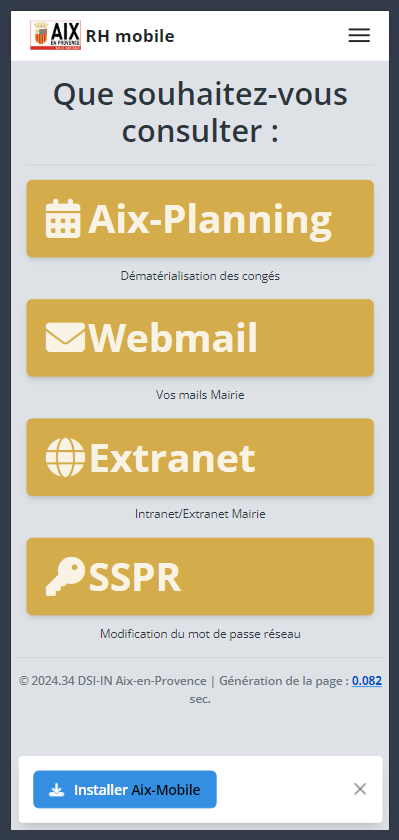 AIX
EN PROVENCE
RH mobile
Que souhaitez-vous
consulter :
Aix-Planning
Dématérialisation des congés
Webmail
Vos mails Mairie
Extranet
Intranet/Extranet Mairie
SSPR
Modification du mot de passe réseau
© 2024.34 DSI-IN Aix-en-Provence | Génération de la page : 0.082
sec.
Installer Aix-Mobile